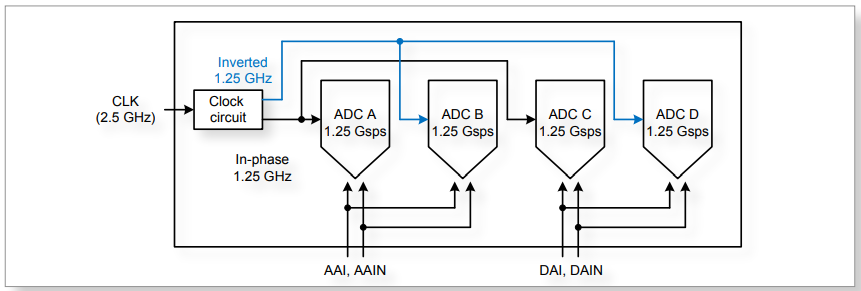 Inverted
1.25 GHz
CLK
(2.5 GHz)
Clock
circuit
ADC A
1.25 Gsps
ADC B
1.25 Gsps
ADC C
1.25 Gsps
ADC D
1.25 Gsps
In-phase
1.25 GHz
AAI, AAIN
DAI, DAIN